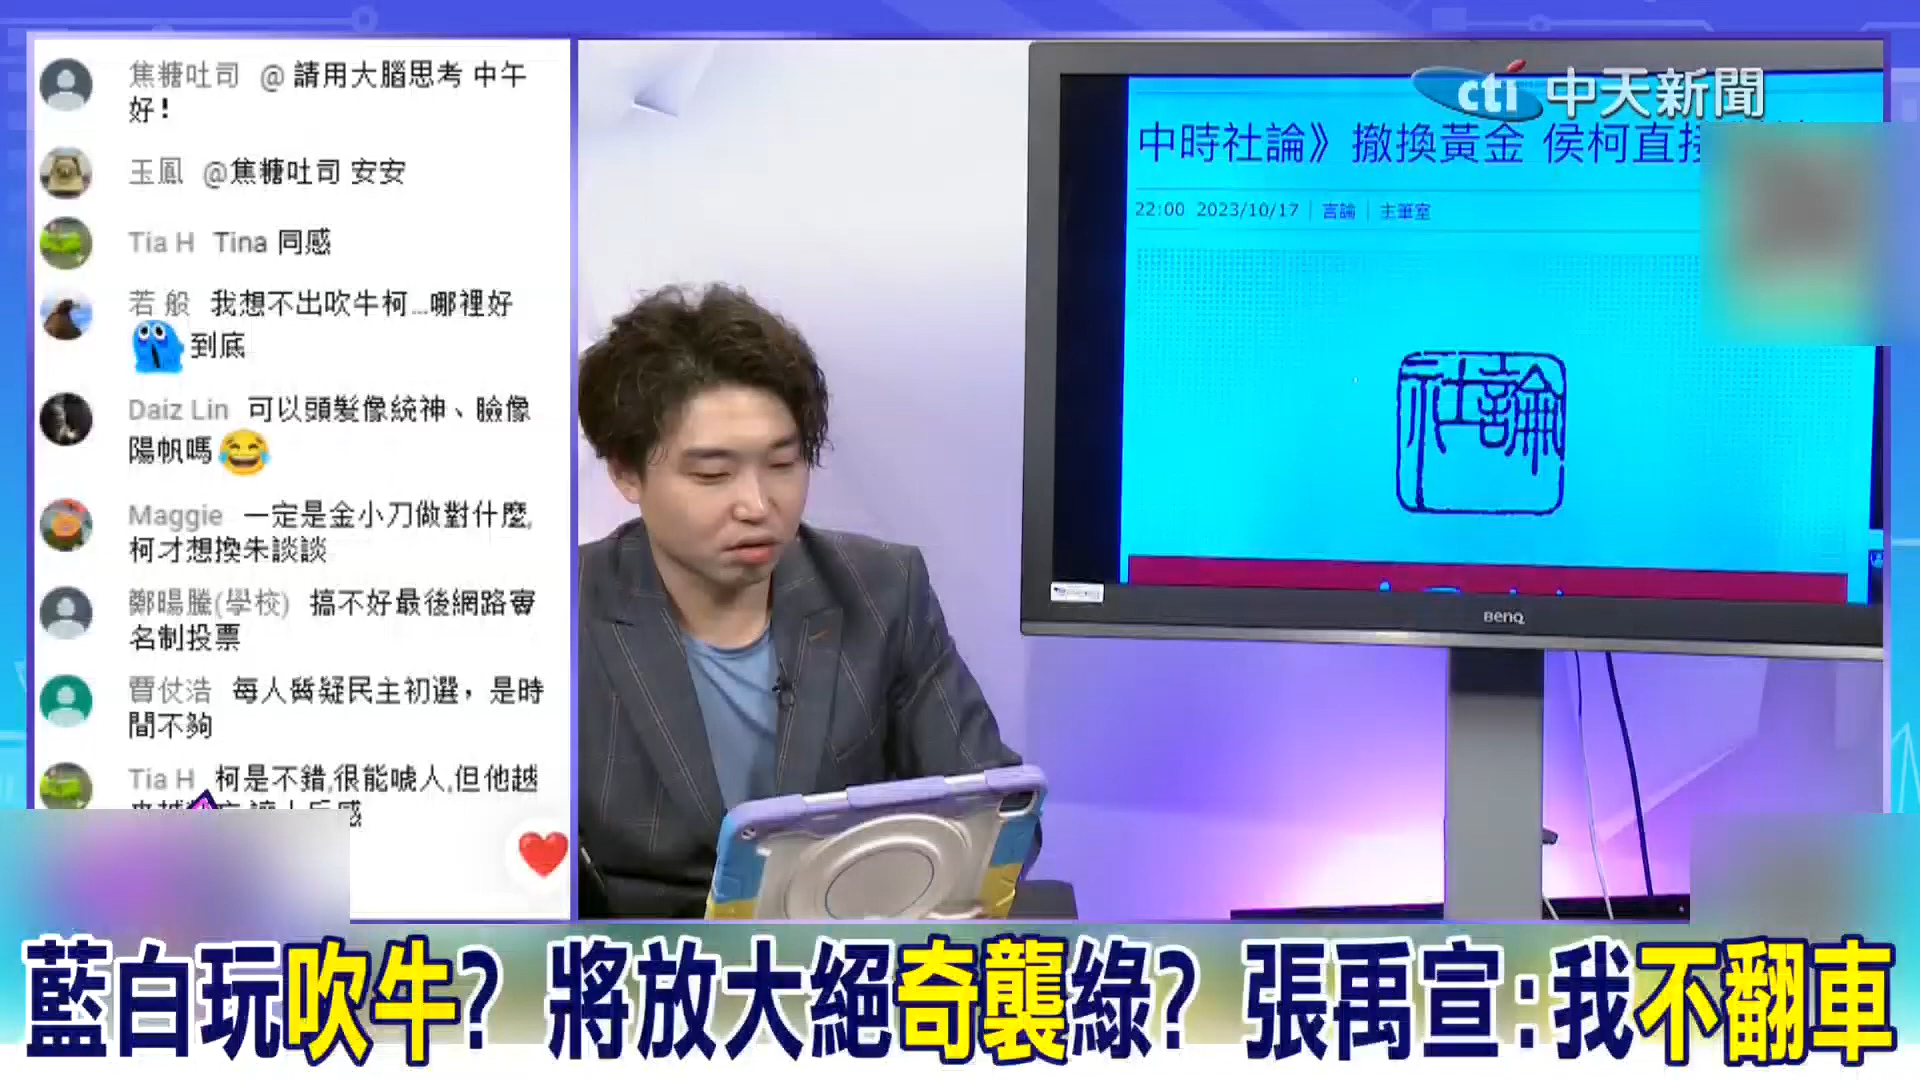 焦糖吐司 @ 請用大腦思考 中午
好!
玉鳳 @焦糖吐司 安安
Tia H Tina 同感
若 般 我想不出吹牛柯...哪裡好
到底
Daiz Lin 可以頭髮像統神、臉像
陽帆嗎
Maggie 一定是金小刀做對什麼,
柯才想換朱談談
鄭暘騰(學校) 搞不好最後網路實
名制投票
賈仗浩 每人質疑民主初選，是時
間不夠
Tia H 柯是不錯,很能唬人,但他越
cti 中天新聞
中時社論》撤換黃金 侯柯直接
22:00 2023/10/17 | 言論 | 主筆室
社論
BenQ
藍白玩吹牛? 將放大絕奇襲綠? 張禹宣:我不翻車